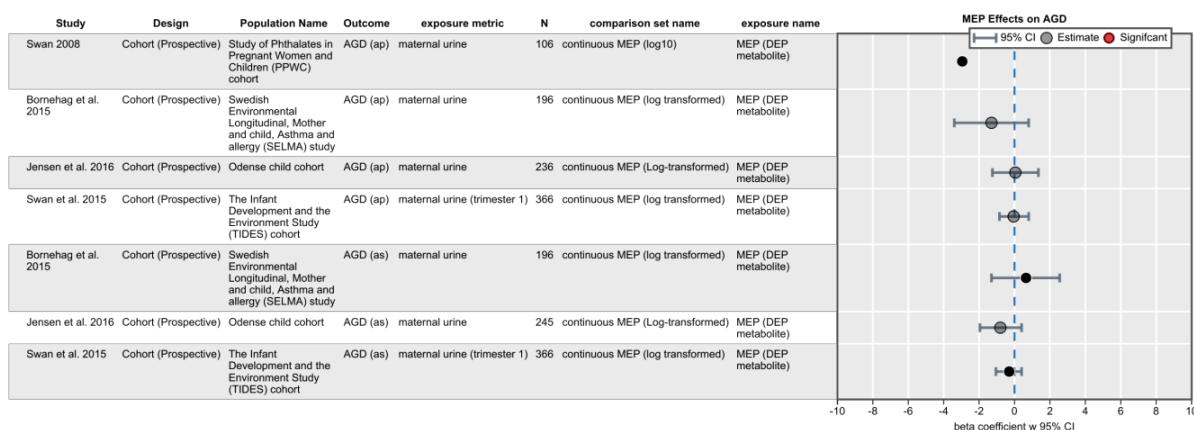 MEP Effects on AGD
Study Design Population Name Outcome exposure metric N comparison set name exposure name
95% CI Estimate Signifcant
Swan 2008 Cohort (Prospective) Study of Phthalates in AGD (ap) maternal urine 106 continuous MEP (log10) MEP (DEP
Pregnant Women and metabolite)
Children (PPWC)
cohort
Bornehag et al. Cohort (Prospective) Swedish AGD (ap) maternal urine 196 continuous MEP (log transformed) MEP (DEP
2015 Environmental metabolite)
Longitudinal, Mother
and child, Asthma and
allergy (SELMA) study
Jensen et al. 2016 Cohort (Prospective) Odense child cohort AGD (ap) maternal urine 236 continuous MEP (Log-transformed) MEP (DEP
metabolite)
Swan et al. 2015 Cohort (Prospective) The Infant AGD (ap) maternal urine (trimester 1) 366 continuous MEP (log transformed) MEP (DEP
Development and the metabolite)
Environment Study
(TIDES) cohort
Bornehag et al. Cohort (Prospective) Swedish AGD (as) maternal urine 196 continuous MEP (log transformed) MEP (DEP
2015 Environmental metabolite)
Longitudinal, Mother
and child, Asthma and
allergy (SELMA) study
Jensen et al. 2016 Cohort (Prospective) Odense child cohort AGD (as) maternal urine 245 continuous MEP (Log-transformed) MEP (DEP
metabolite)
Swan et al. 2015 Cohort (Prospective) The Infant AGD (as) maternal urine (trimester 1) 366 continuous MEP (log transformed) MEP (DEP
Development and the metabolite)
Environment Study
(TIDES) cohort
-10 -8 -6 -4 -2 0 2 4 6 8 10
beta coefficient w 95% CI